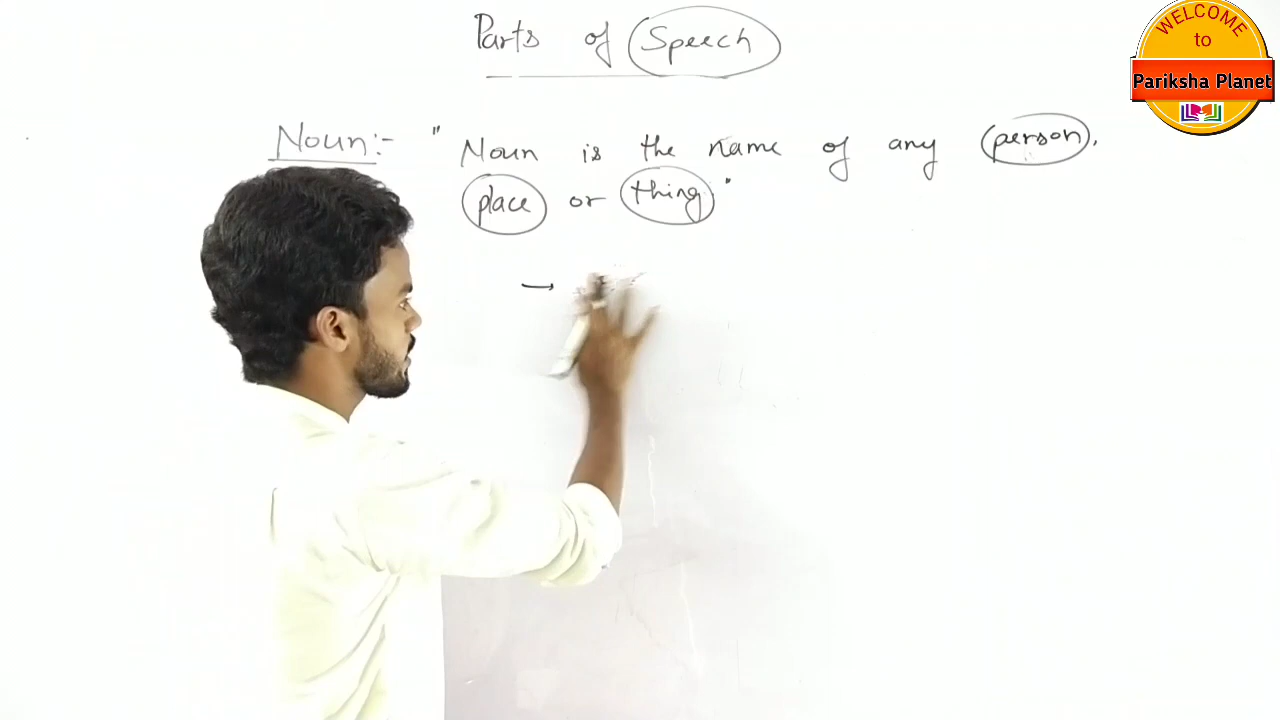 Parts of Speech
WELCOME
to
Pariksha Planet
Noun:- " Noun is the name of any person,
place or thing."
→